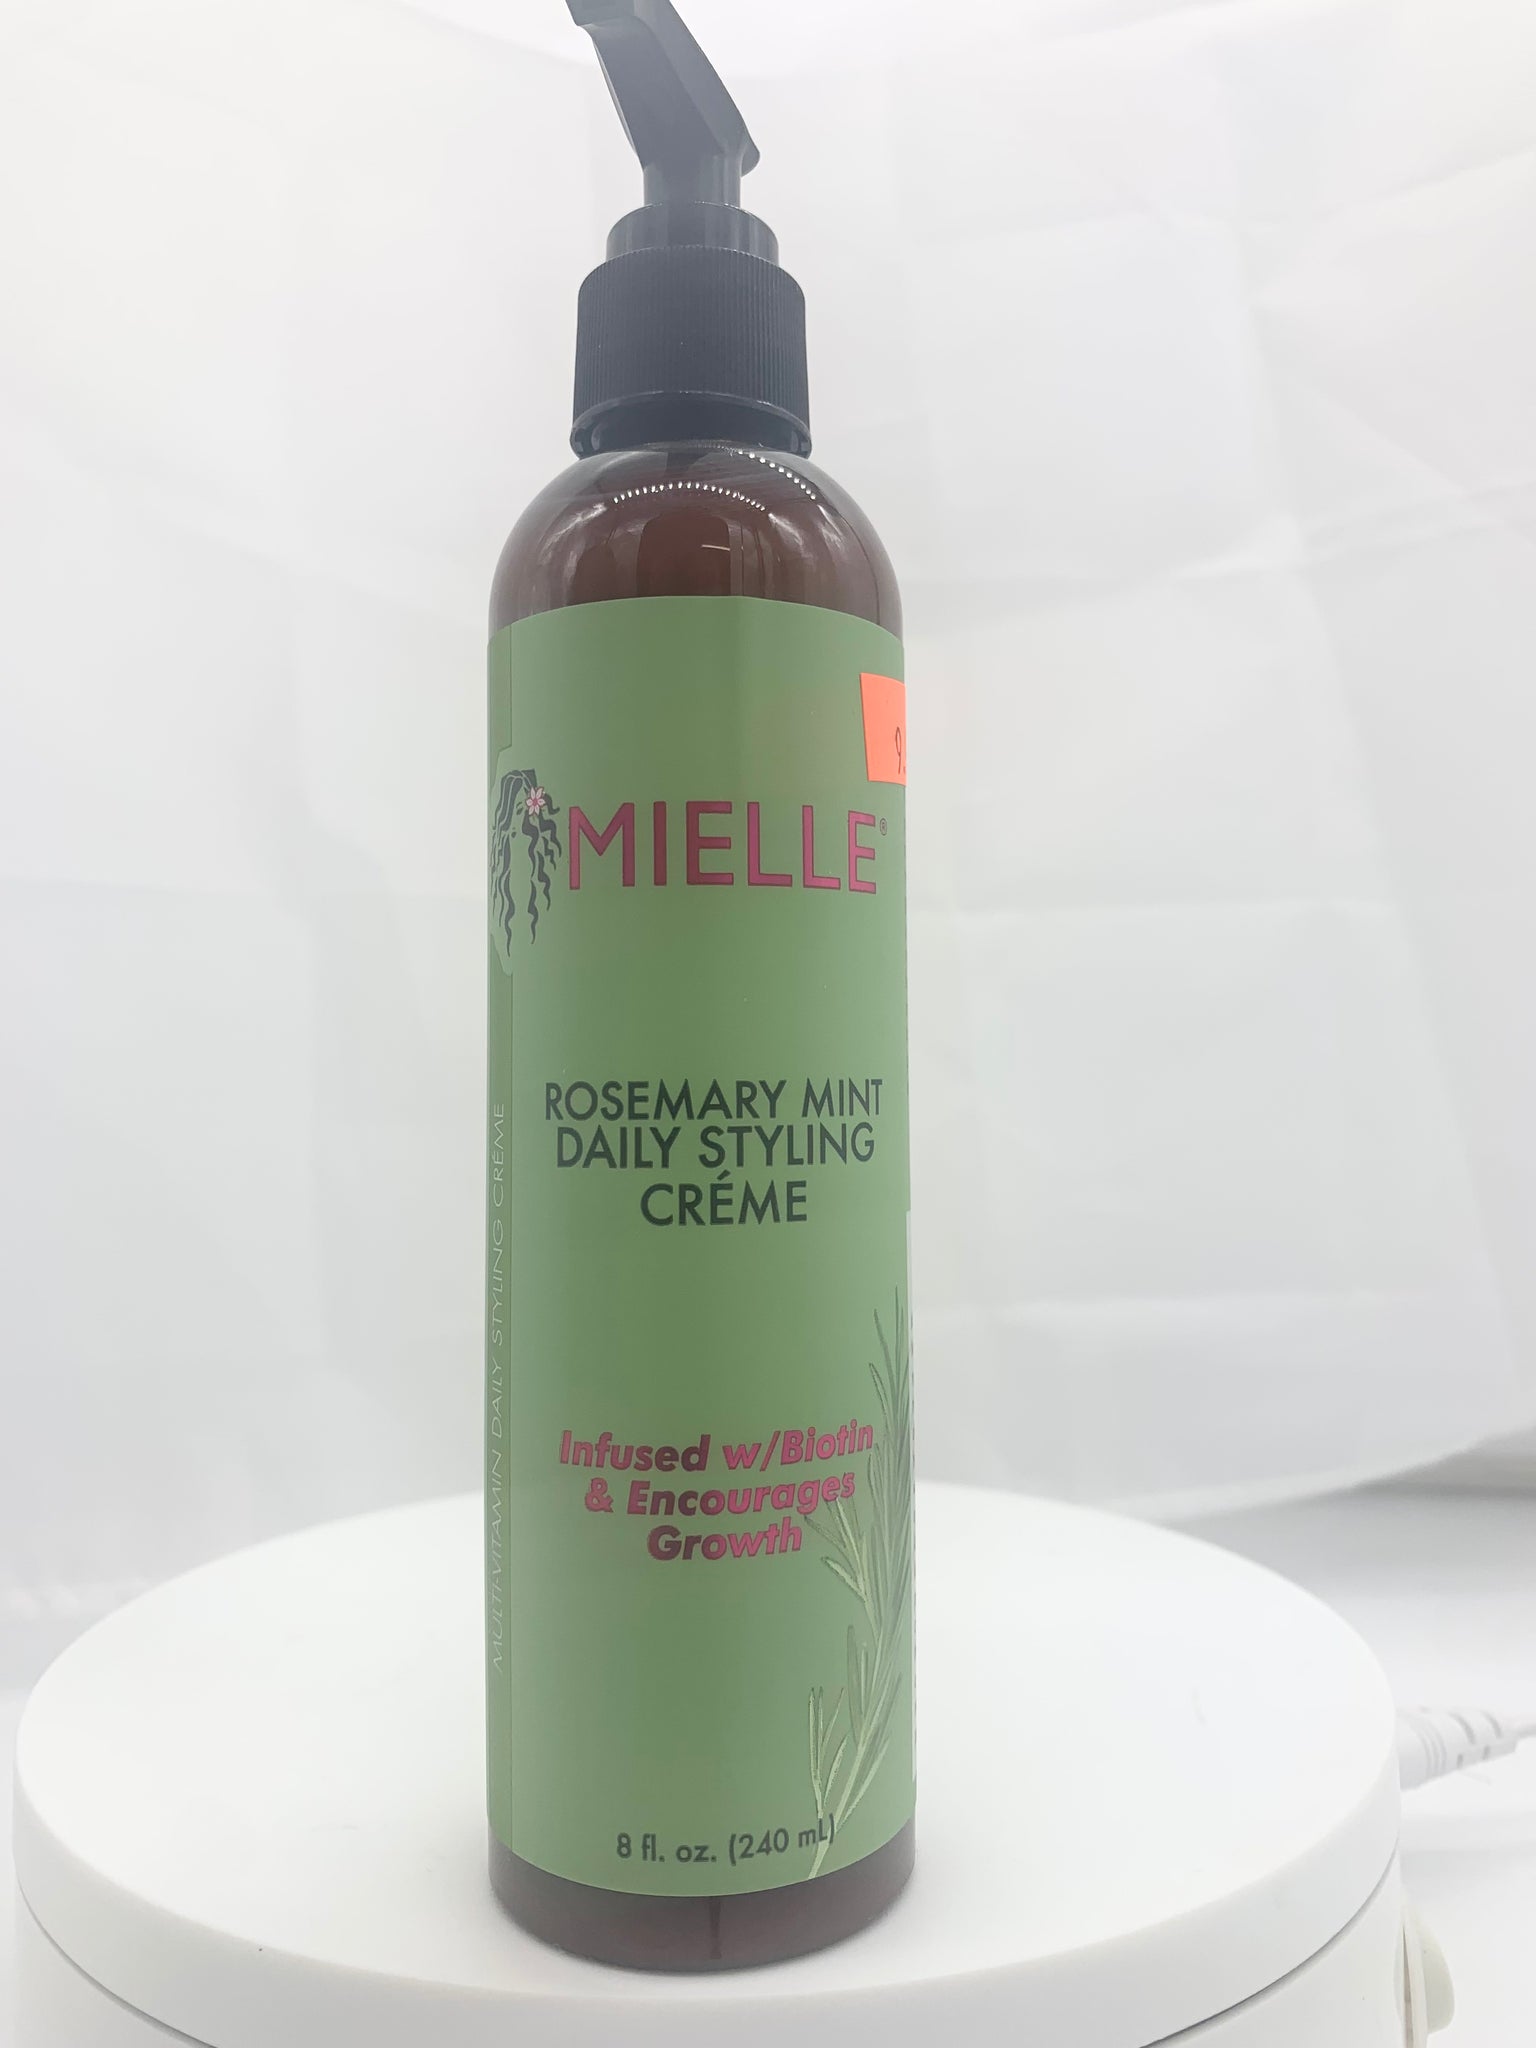 9.
MIELLE®
ROSEMARY MINT
DAILY STYLING
CRÉME
Infused w/Biotin
& Encourages
Growth
8 fl. oz. (240 mL)
MULTI-VITAMIN DAILY STYLING CRÉME